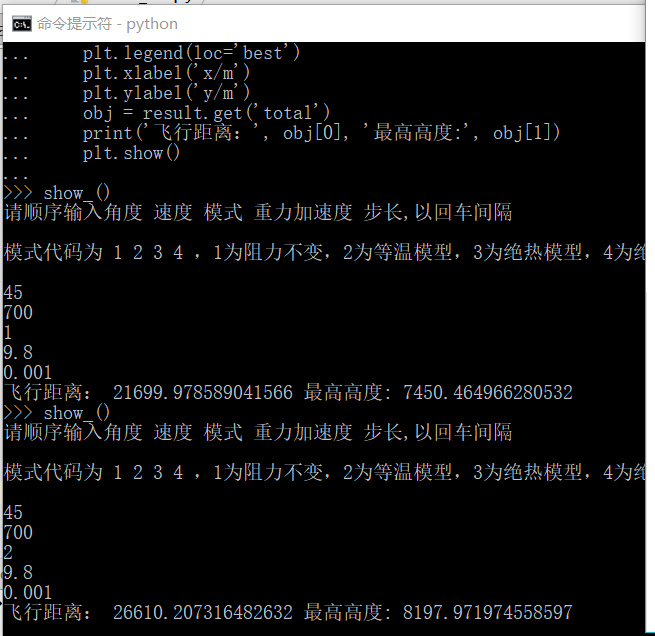 命令提示符 - python
...     plt.legend(loc='best')
...     plt.xlabel('x/m')
...     plt.ylabel('y/m')
...     obj = result.get('total')
...     print('飞行距离: ', obj[0], '最高高度:', obj[1])
...     plt.show()
...
>>> show_()
请顺序输入角度 速度 模式 重力加速度 步长,以回车间隔
模式代码为 1 2 3 4 ，1为阻力不变，2为等温模型，3为绝热模型，4为绝
45
700
1
9.8
0.001
飞行距离: 21699.978589041566 最高高度: 7450.464966280532
>>> show_()
请顺序输入角度 速度 模式 重力加速度 步长,以回车间隔
模式代码为 1 2 3 4 ，1为阻力不变，2为等温模型，3为绝热模型，4为绝
45
700
2
9.8
0.001
飞行距离: 26610.207316482632 最高高度: 8197.971974558597